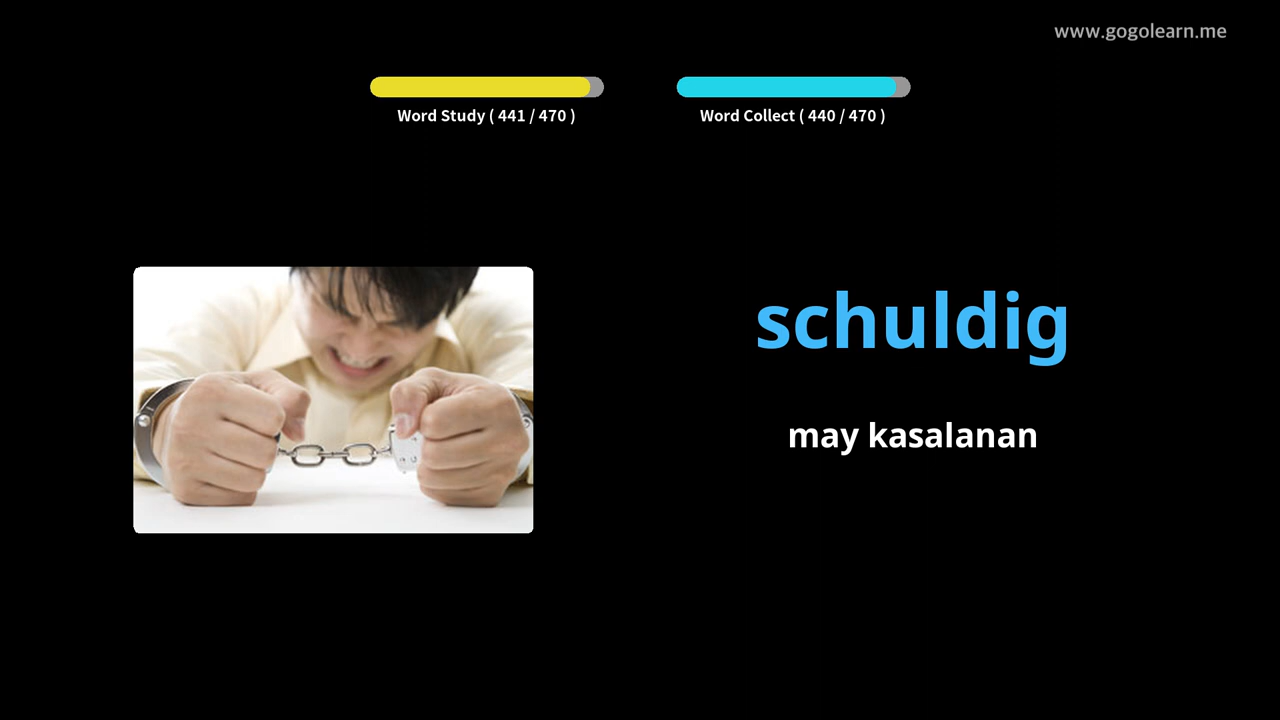 www.gogolearn.me
Word Study ( 441 / 470 )
Word Collect ( 440 / 470 )
schuldig
may kasalanan